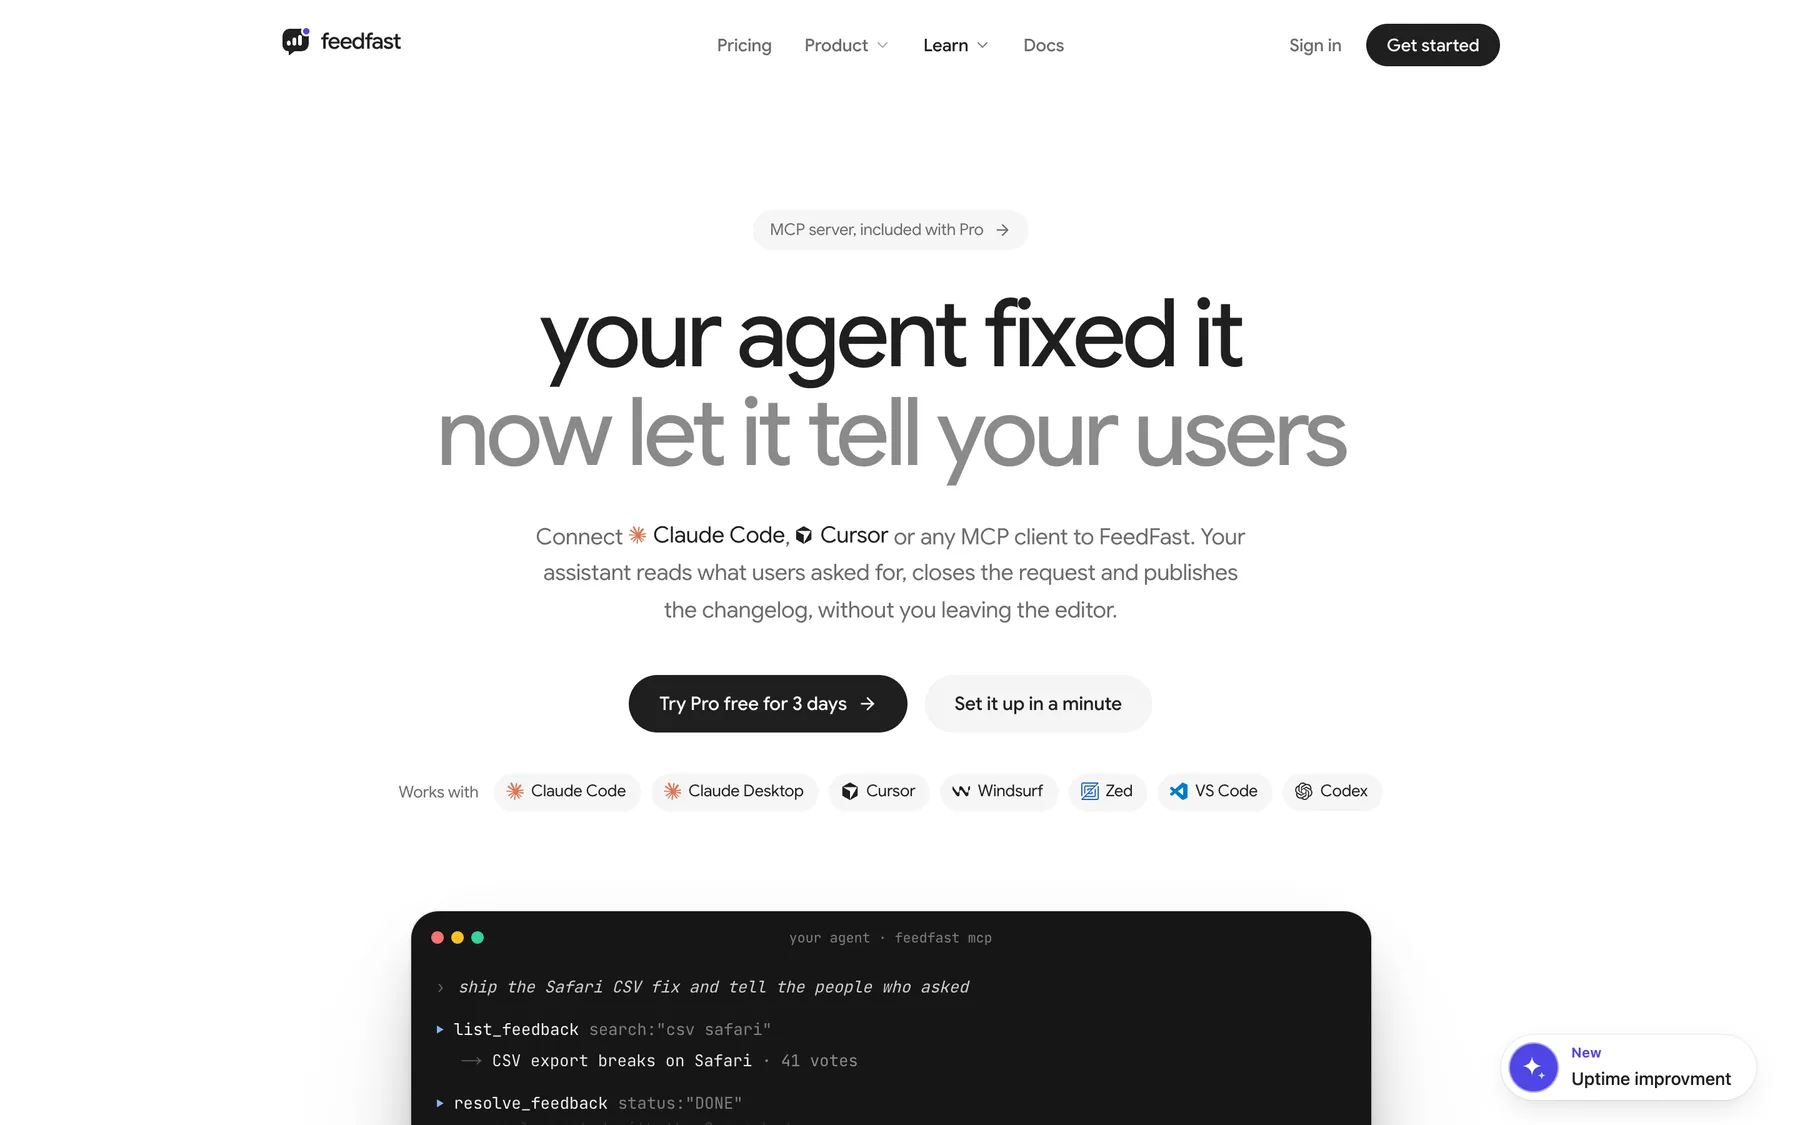 feedfast
Pricing Product Learn Docs
Sign in Get started
MCP server, included with Pro →
your agent fixed it
now let it tell your users
Connect Claude Code, Cursor or any MCP client to FeedFast. Your
assistant reads what users asked for, closes the request and publishes
the changelog, without you leaving the editor.
Try Pro free for 3 days → Set it up in a minute
Works with Claude Code Claude Desktop Cursor Windsurf Zed VS Code Codex
your agent · feedfast mcp
› ship the Safari CSV fix and tell the people who asked
▸ list_feedback search:"csv safari"
→ CSV export breaks on Safari · 41 votes
▸ resolve_feedback status:"DONE"
New
Uptime improvment